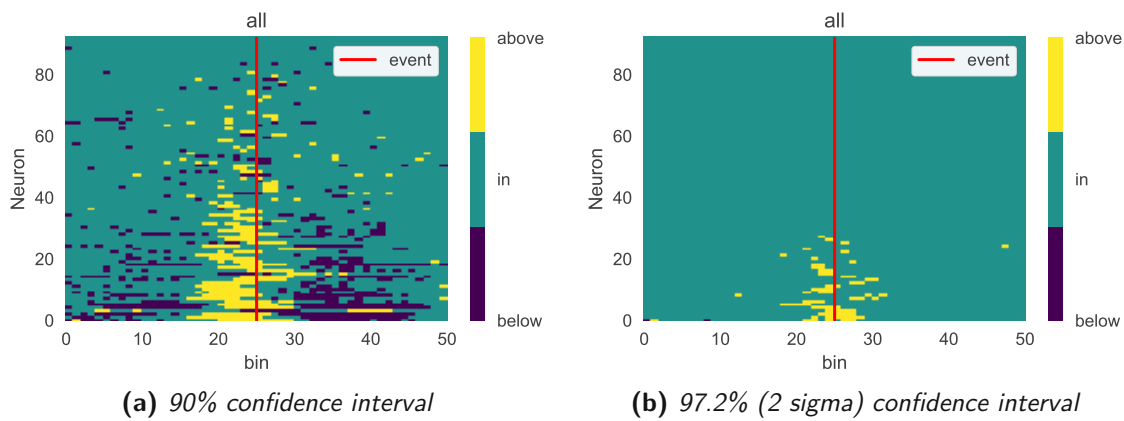 all
event
above
in
below
Neuron
80
60
40
20
0
0 10 20 30 40 50
bin
(a) 90% confidence interval
all
event
above
in
below
Neuron
80
60
40
20
0
0 10 20 30 40 50
bin
(b) 97.2% (2 sigma) confidence interval